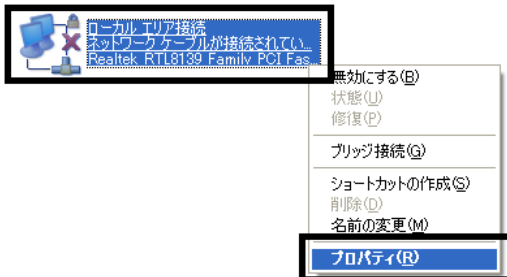 ローカル エリア接続
ネットワーク ケーブルが接続されてい...
Realtek RTL8139 Family PCI Fas...
無効にする(B)
状態(U)
修復(P)
ブリッジ接続(G)
ショートカットの作成(S)
削除(D)
名前の変更(M)
プロパティ(R)